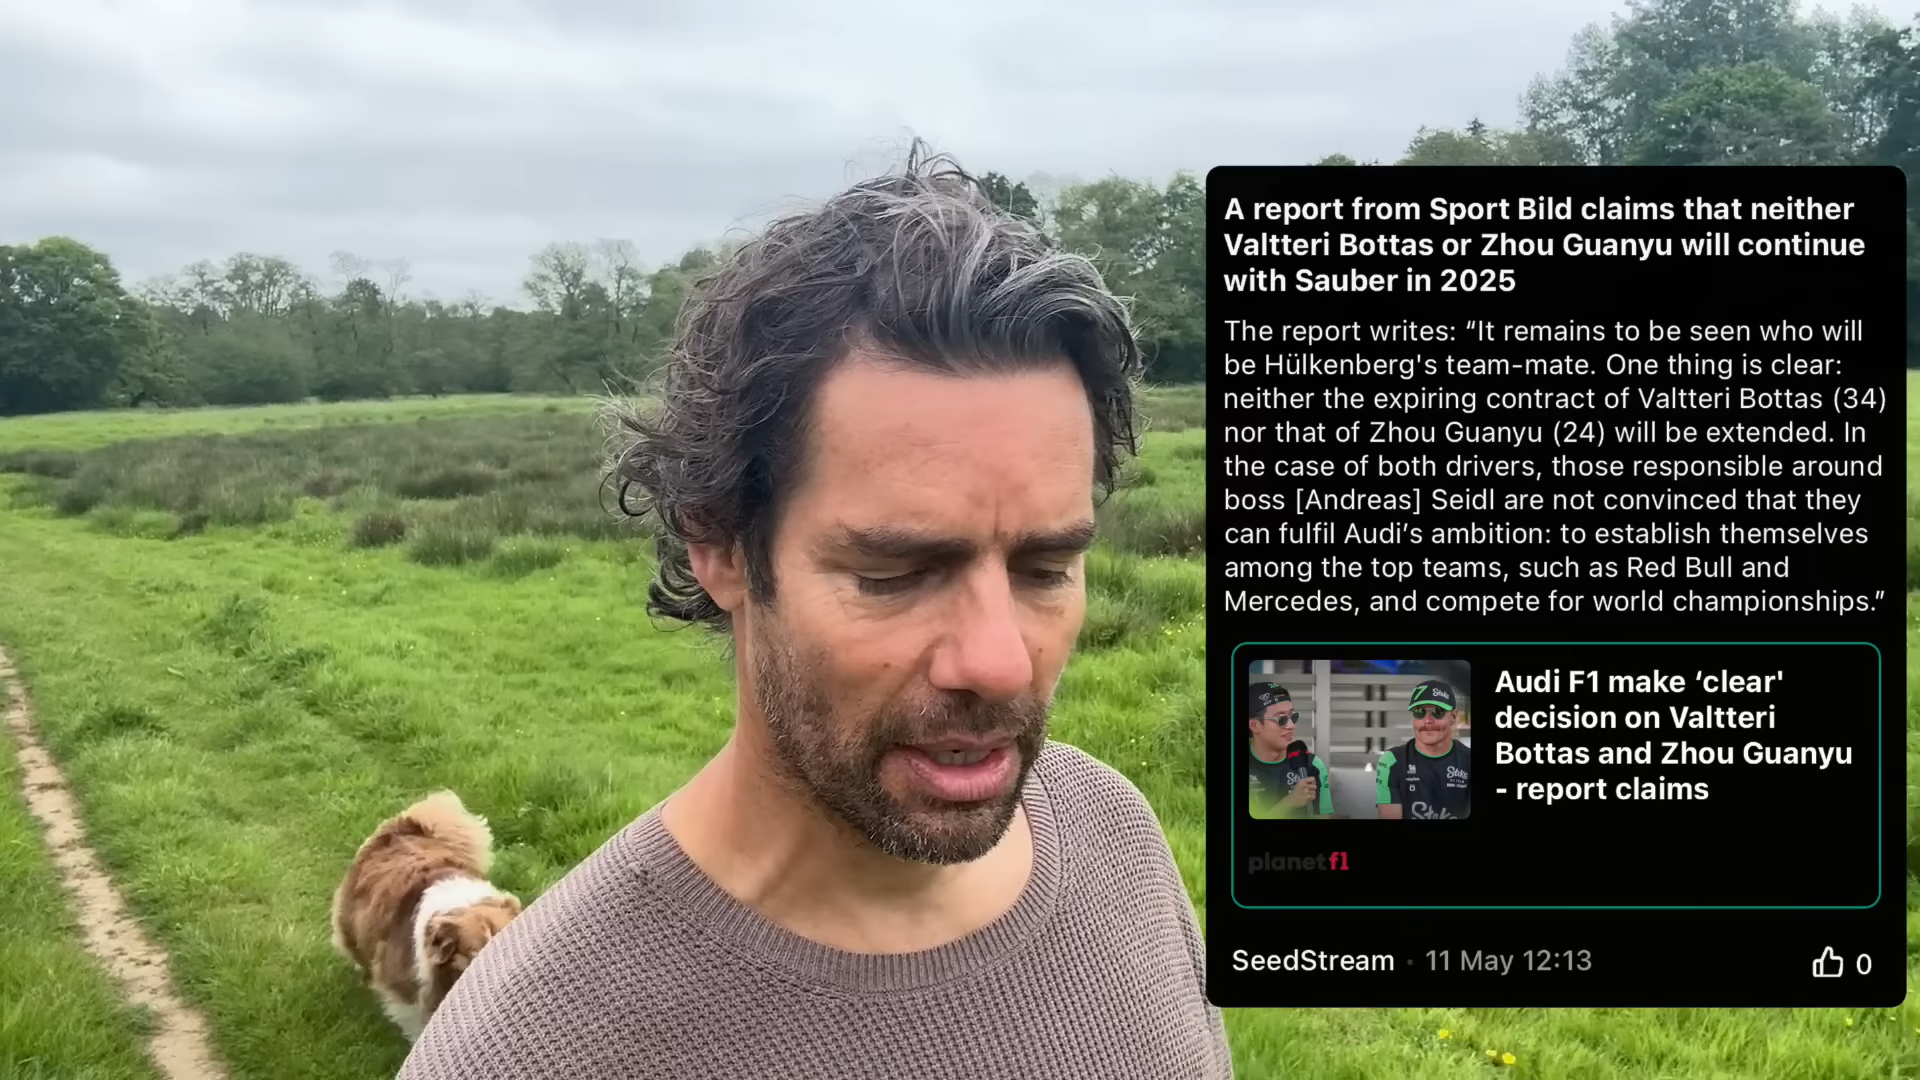 A report from Sport Bild claims that neither
Valtteri Bottas or Zhou Guanyu will continue
with Sauber in 2025
The report writes: “It remains to be seen who will
be Hülkenberg's team-mate. One thing is clear:
neither the expiring contract of Valtteri Bottas (34)
nor that of Zhou Guanyu (24) will be extended. In
the case of both drivers, those responsible around
boss [Andreas] Seidl are not convinced that they
can fulfil Audi’s ambition: to establish themselves
among the top teams, such as Red Bull and
Mercedes, and compete for world championships.”
Audi F1 make ‘clear'
decision on Valtteri
Bottas and Zhou Guanyu
- report claims
planetf1
SeedStream · 11 May 12:13
0